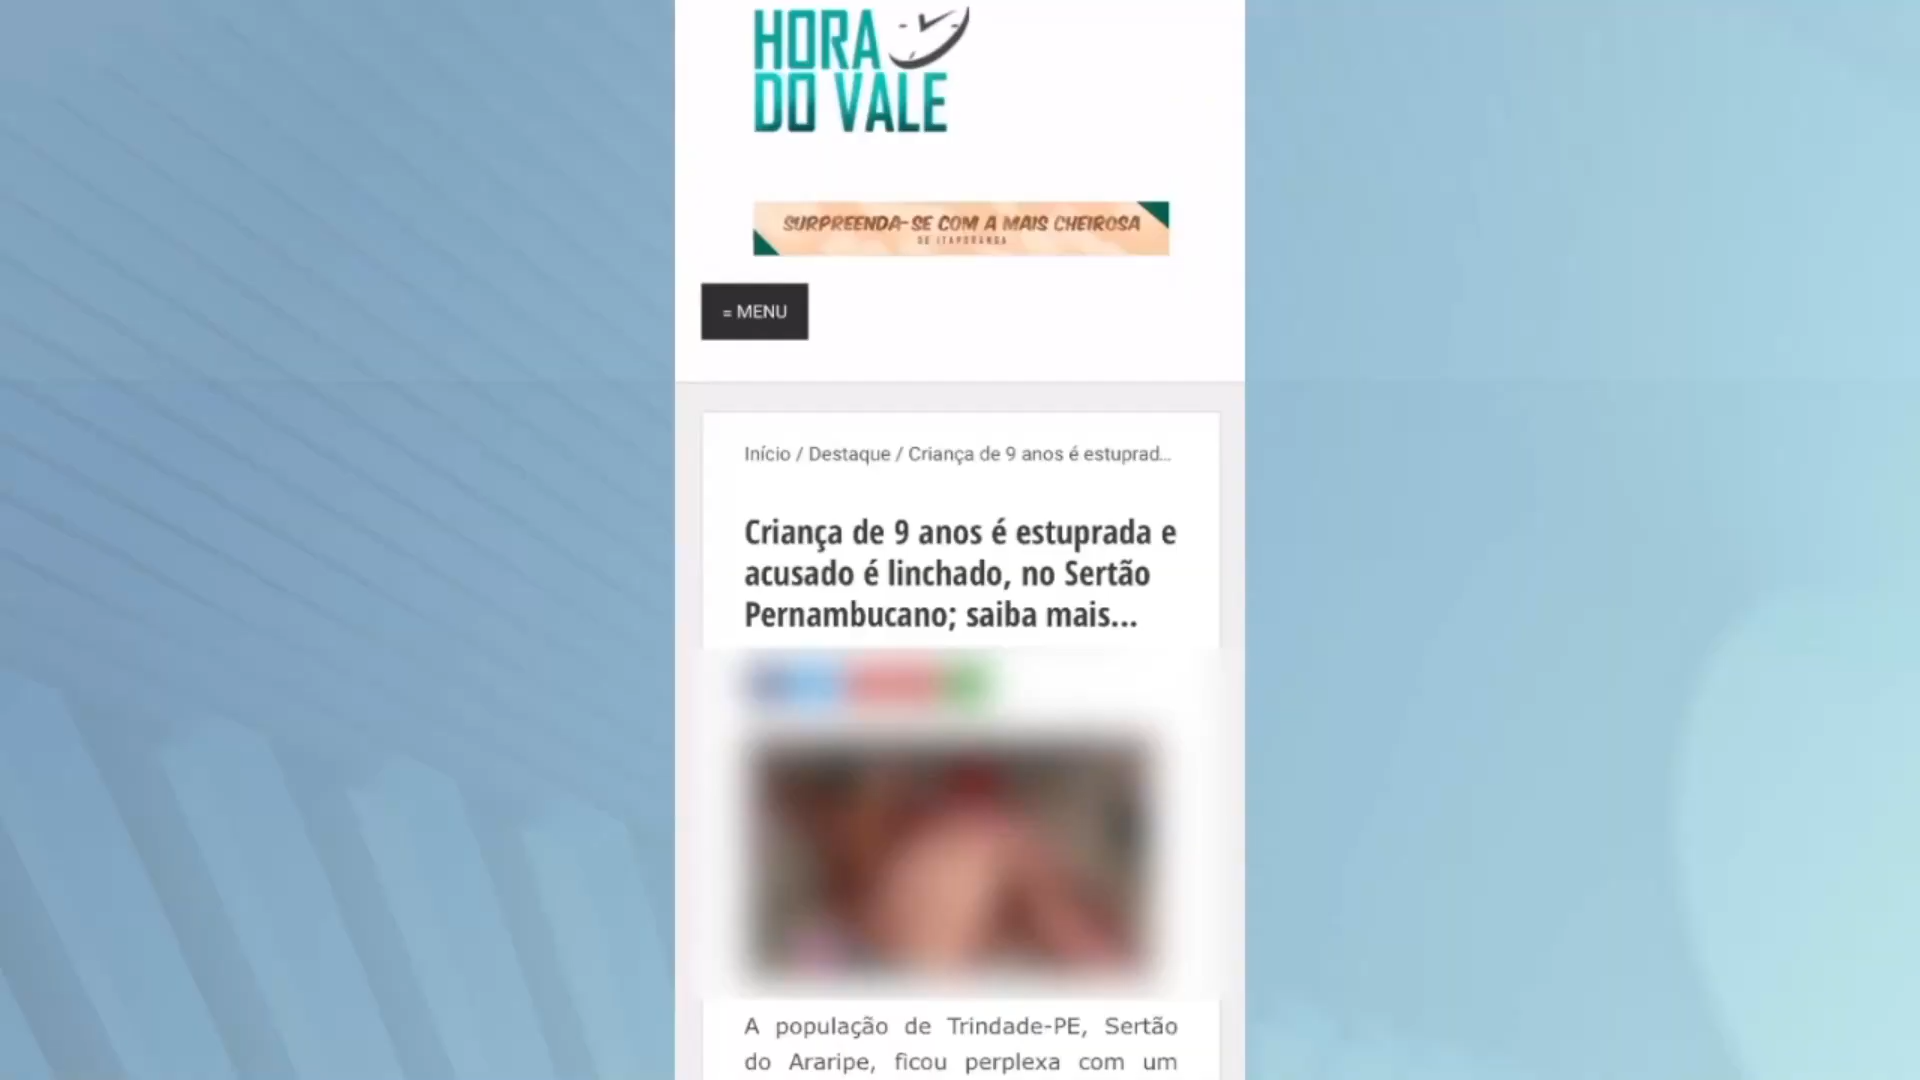 HORA
DO VALE
SURPREENDA-SE COM A MAIS CHEIROSA
DE ITAPORANGA
= MENU
Início / Destaque / Criança de 9 anos é estuprad...
Criança de 9 anos é estuprada e
acusado é linchado, no Sertão
Pernambucano; saiba mais...
A população de Trindade-PE, Sertão
do Araripe, ficou perplexa com um